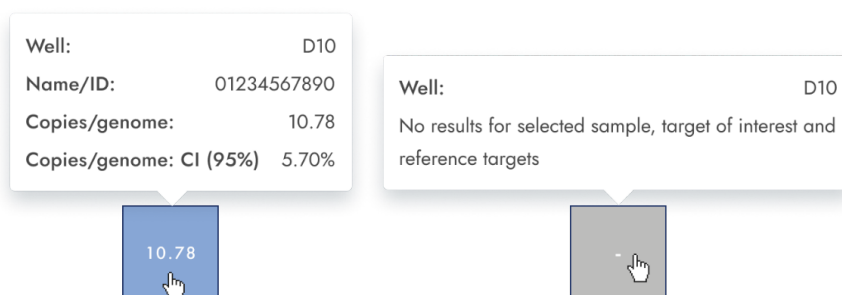 Well: D10
Name/ID: 01234567890
Copies/genome: 10.78
Copies/genome: CI (95%) 5.70%
10.78
Well: D10
No results for selected sample, target of interest and
reference targets
-